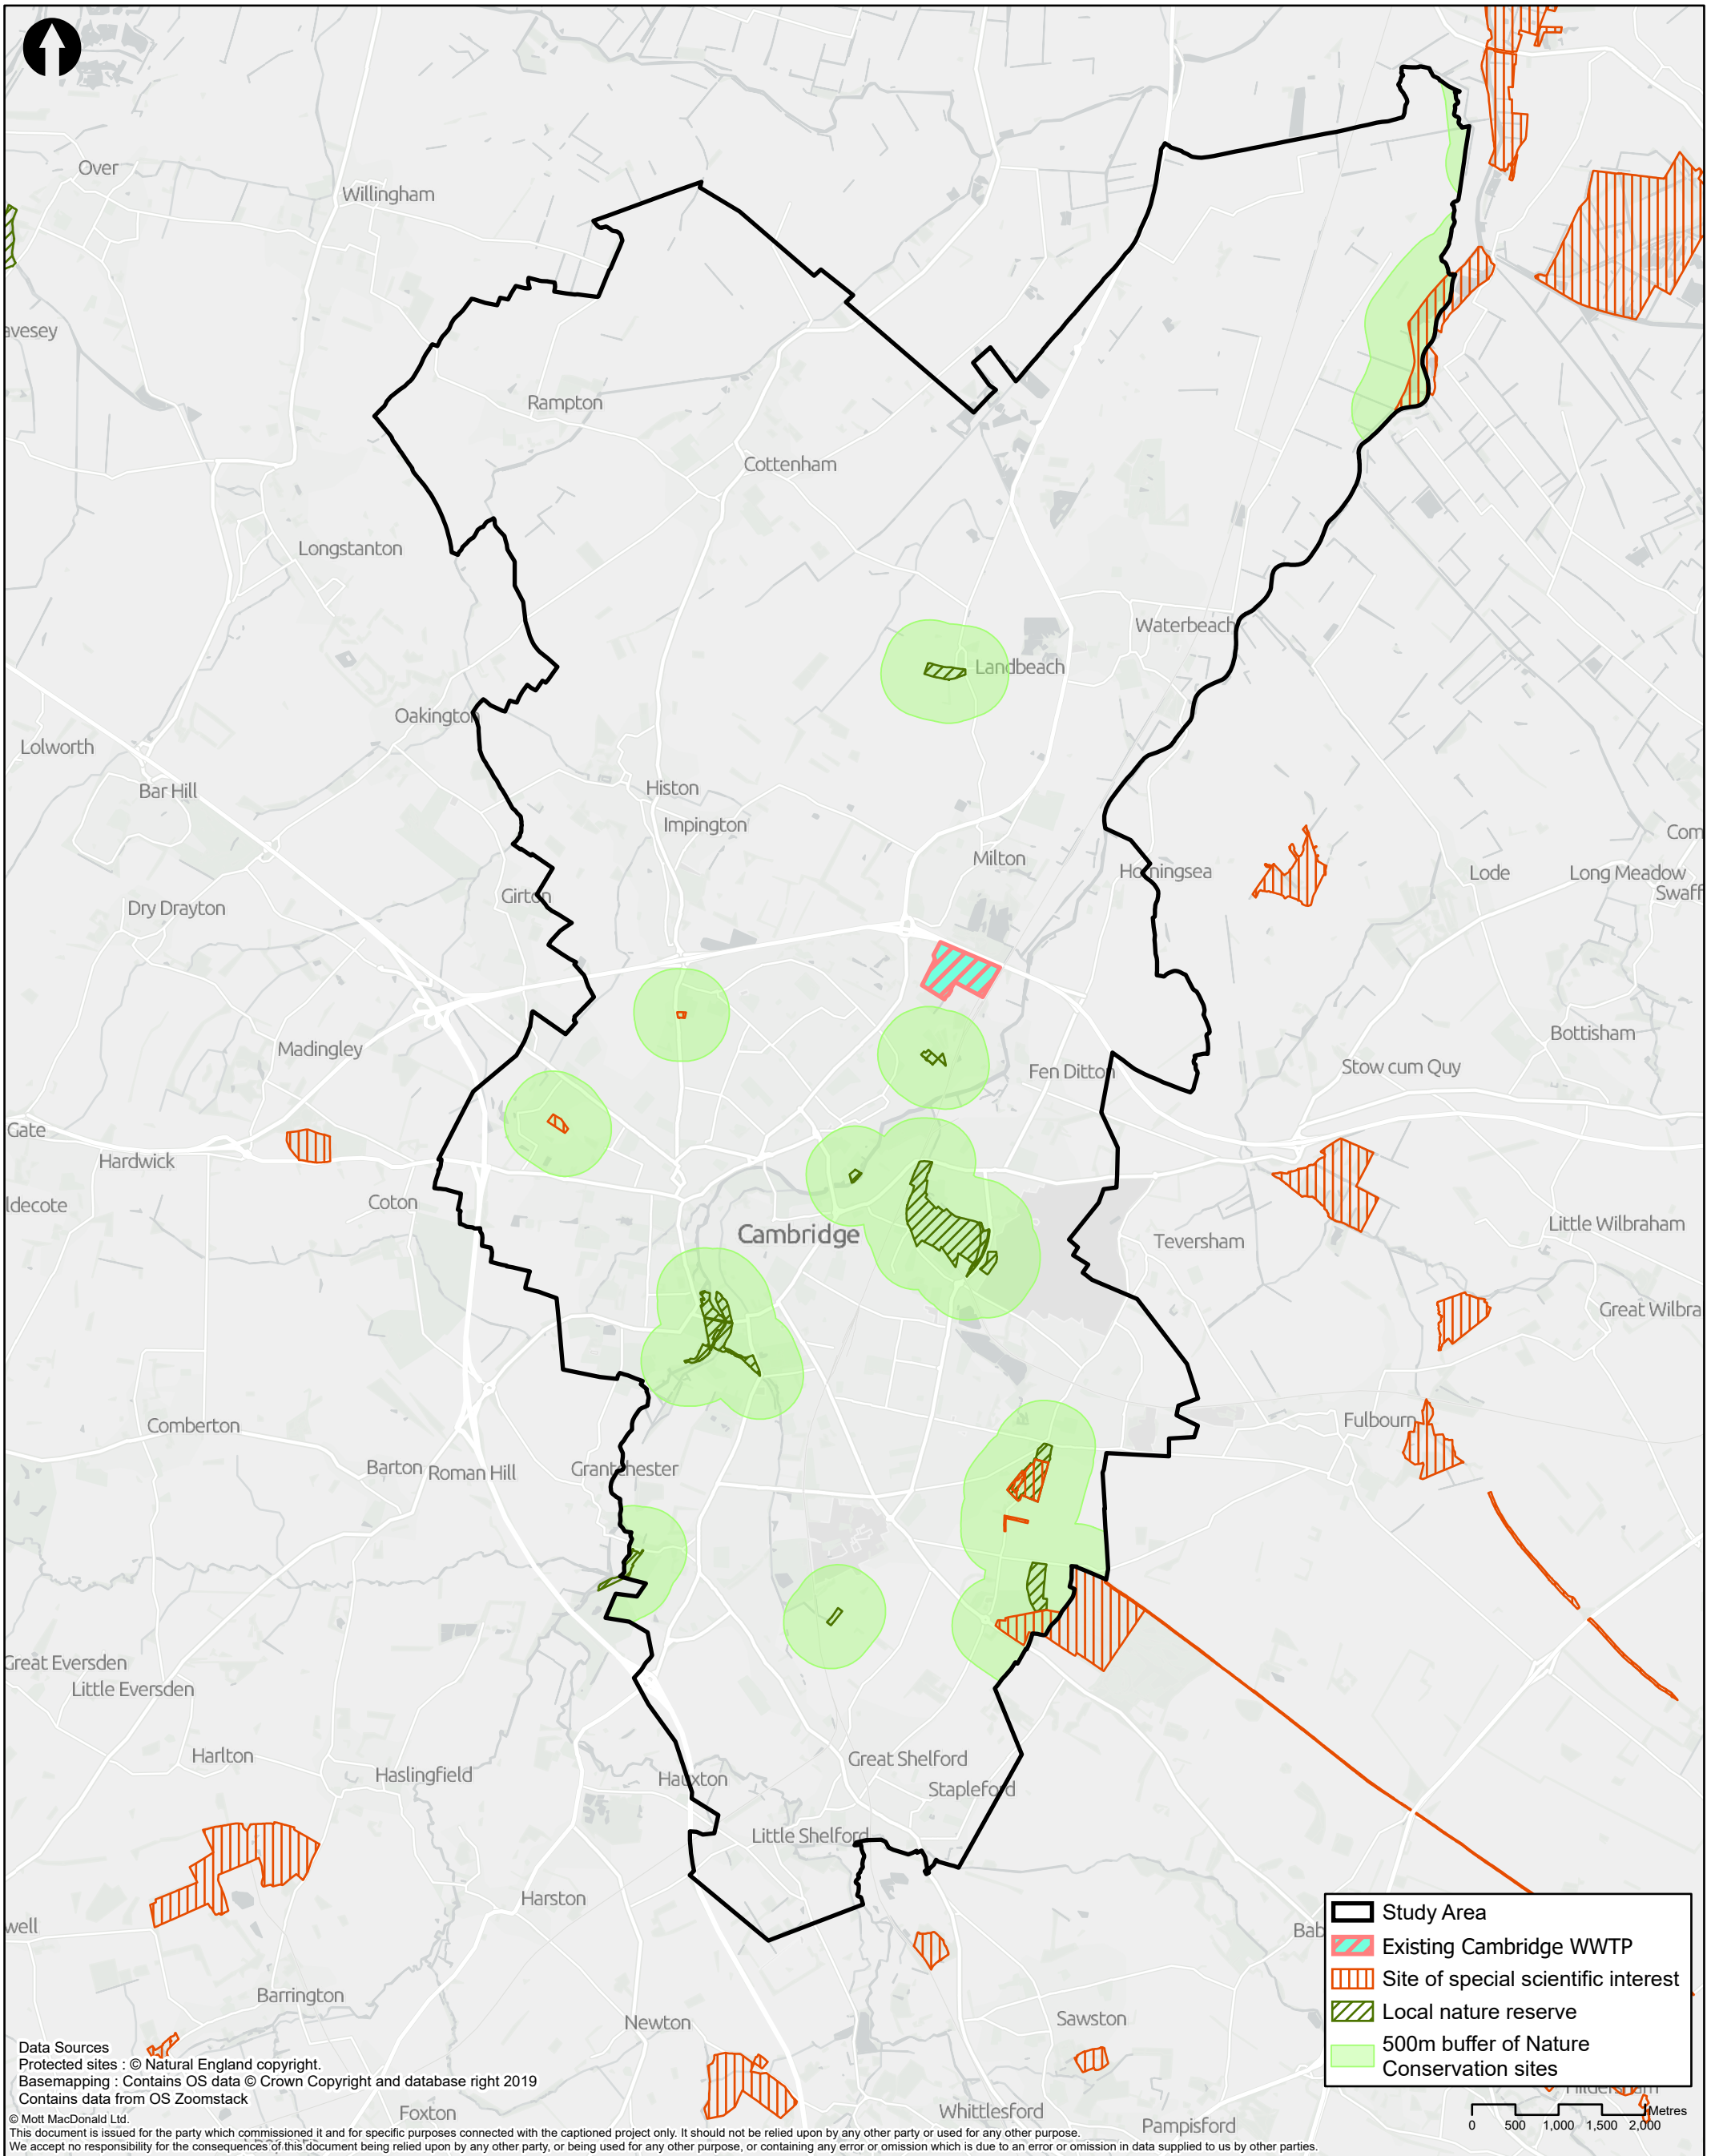 Over
Willingham
avesey
Rampton
Cottenham
Longstanton
Waterbeach
Landbeach
Oakington
Lolworth
Bar Hill
Histon
Impington
Com
Milton
Horningsea
Lode
Long Meadow
Swaff
Girton
Dry Drayton
Bottisham
Madingley
Fen Ditton
Stow cum Quy
Gate
Hardwick
Coton
ldecote
Cambridge
Teversham
Little Wilbraham
Great Wilbra
Comberton
Fulbourn
Barton
Roman Hill
Grantchester
Great Eversden
Little Eversden
Harlton
Haslingfield
Hauxton
Great Shelford
Stapleford
Little Shelford
Harston
well
Bab
Barrington
Newton
Sawston
Foxton
Whittlesford
Pampisford
Study Area
Existing Cambridge WWTP
Site of special scientific interest
Local nature reserve
500m buffer of Nature
Conservation sites
Metres
0 500 1,000 1,500 2,000
Data Sources
Protected sites : © Natural England copyright.
Basemapping : Contains OS data © Crown Copyright and database right 2019
Contains data from OS Zoomstack
© Mott MacDonald Ltd.
This document is issued for the party which commissioned it and for specific purposes connected with the captioned project only. It should not be relied upon by any other party or used for any other purpose.
We accept no responsibility for the consequences of this document being relied upon by any other party, or being used for any other purpose, or containing any error or omission which is due to an error or omission in data supplied to us by other parties.